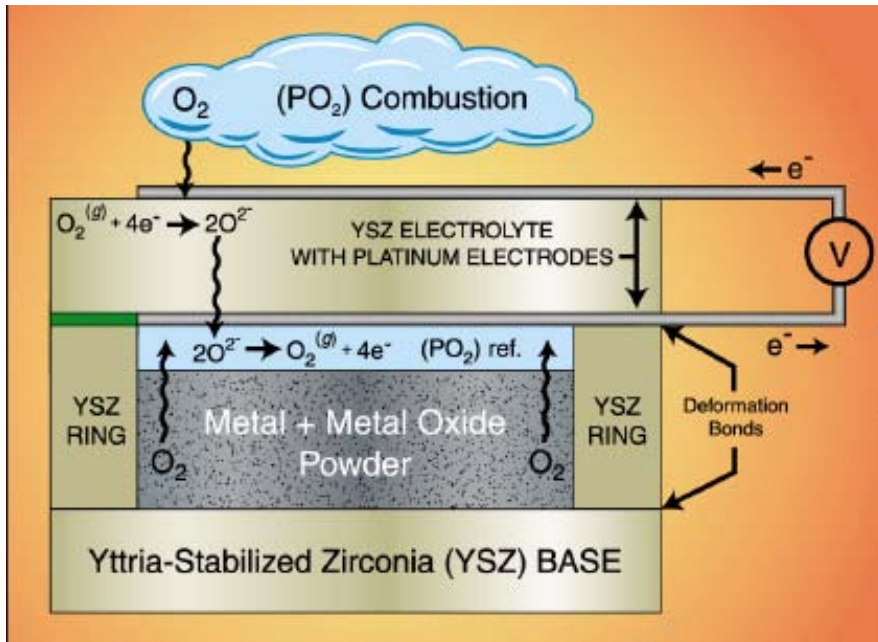 O₂ (PO₂) Combustion
e⁻
O₂⁽ᵍ⁾ + 4e⁻ → 2O²⁻
YSZ ELECTROLYTE
WITH PLATINUM ELECTRODES
V
2O²⁻ → O₂⁽ᵍ⁾ + 4e⁻ (PO₂) ref.
e⁻
YSZ
RING
Metal + Metal Oxide
Powder
O₂
O₂
YSZ
RING
Deformation
Bonds
Yttria-Stabilized Zirconia (YSZ) BASE